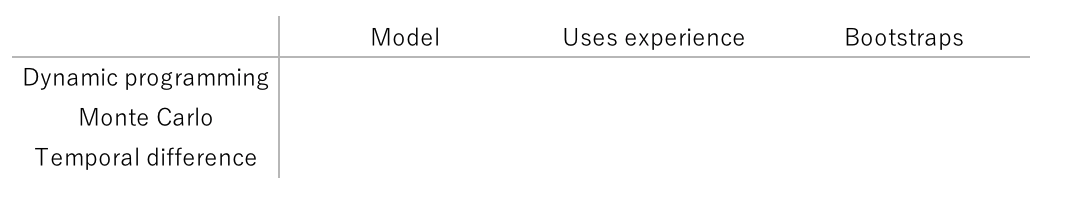 Model Uses experience Bootstraps
Dynamic programming
Monte Carlo
Temporal difference